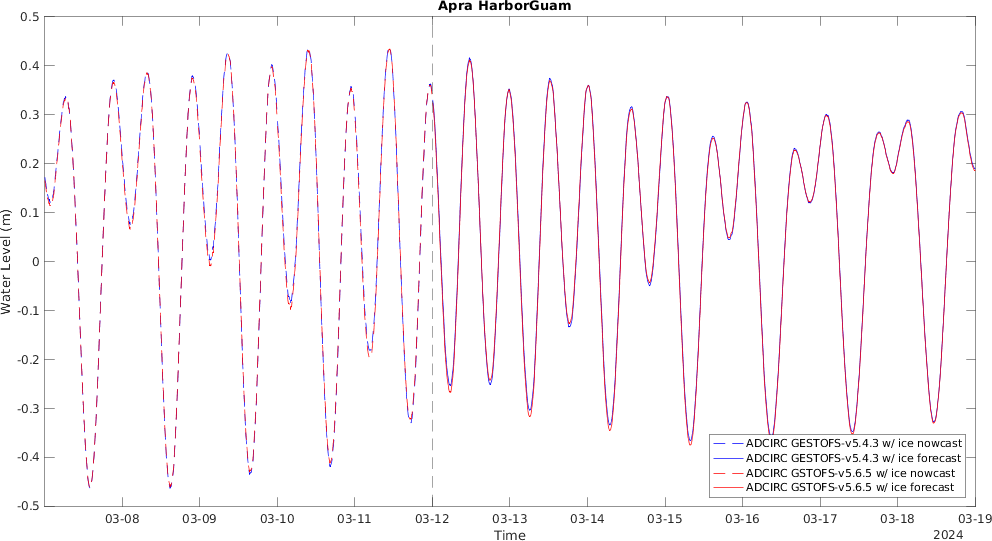 Apra HarborGuam
0.5
0.4
0.3
0.2
0.1
0
-0.1
-0.2
-0.3
-0.4
-0.5
Water Level (m)
ADCIRC GESTOFS-v5.4.3 w/ ice nowcast
ADCIRC GESTOFS-v5.4.3 w/ ice forecast
ADCIRC GSTOFS-v5.6.5 w/ ice nowcast
ADCIRC GSTOFS-v5.6.5 w/ ice forecast
03-08 03-09 03-10 03-11 03-12 03-13 03-14 03-15 03-16 03-17 03-18 03-19
Time
2024